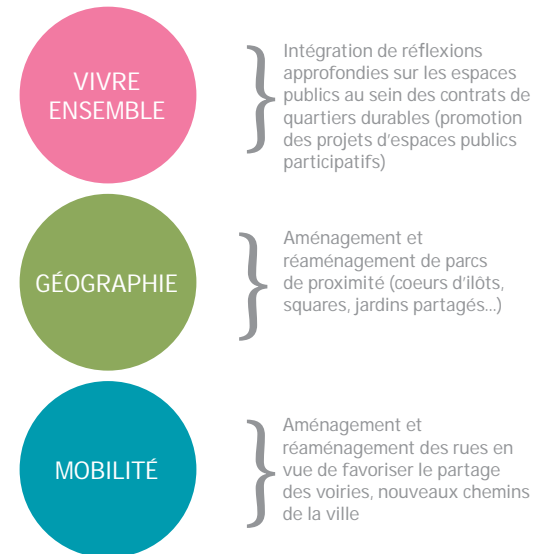 VIVRE
ENSEMBLE
Intégration de réflexions
approfondies sur les espaces
publics au sein des contrats de
quartiers durables (promotion
des projets d'espaces publics
participatifs)
GÉOGRAPHIE
Aménagement et
réaménagement de parcs
de proximité (coeurs d'ilôts,
squares, jardins partagés...)
MOBILITÉ
Aménagement et
réaménagement des rues en
vue de favoriser le partage
des voiries, nouveaux chemins
de la ville